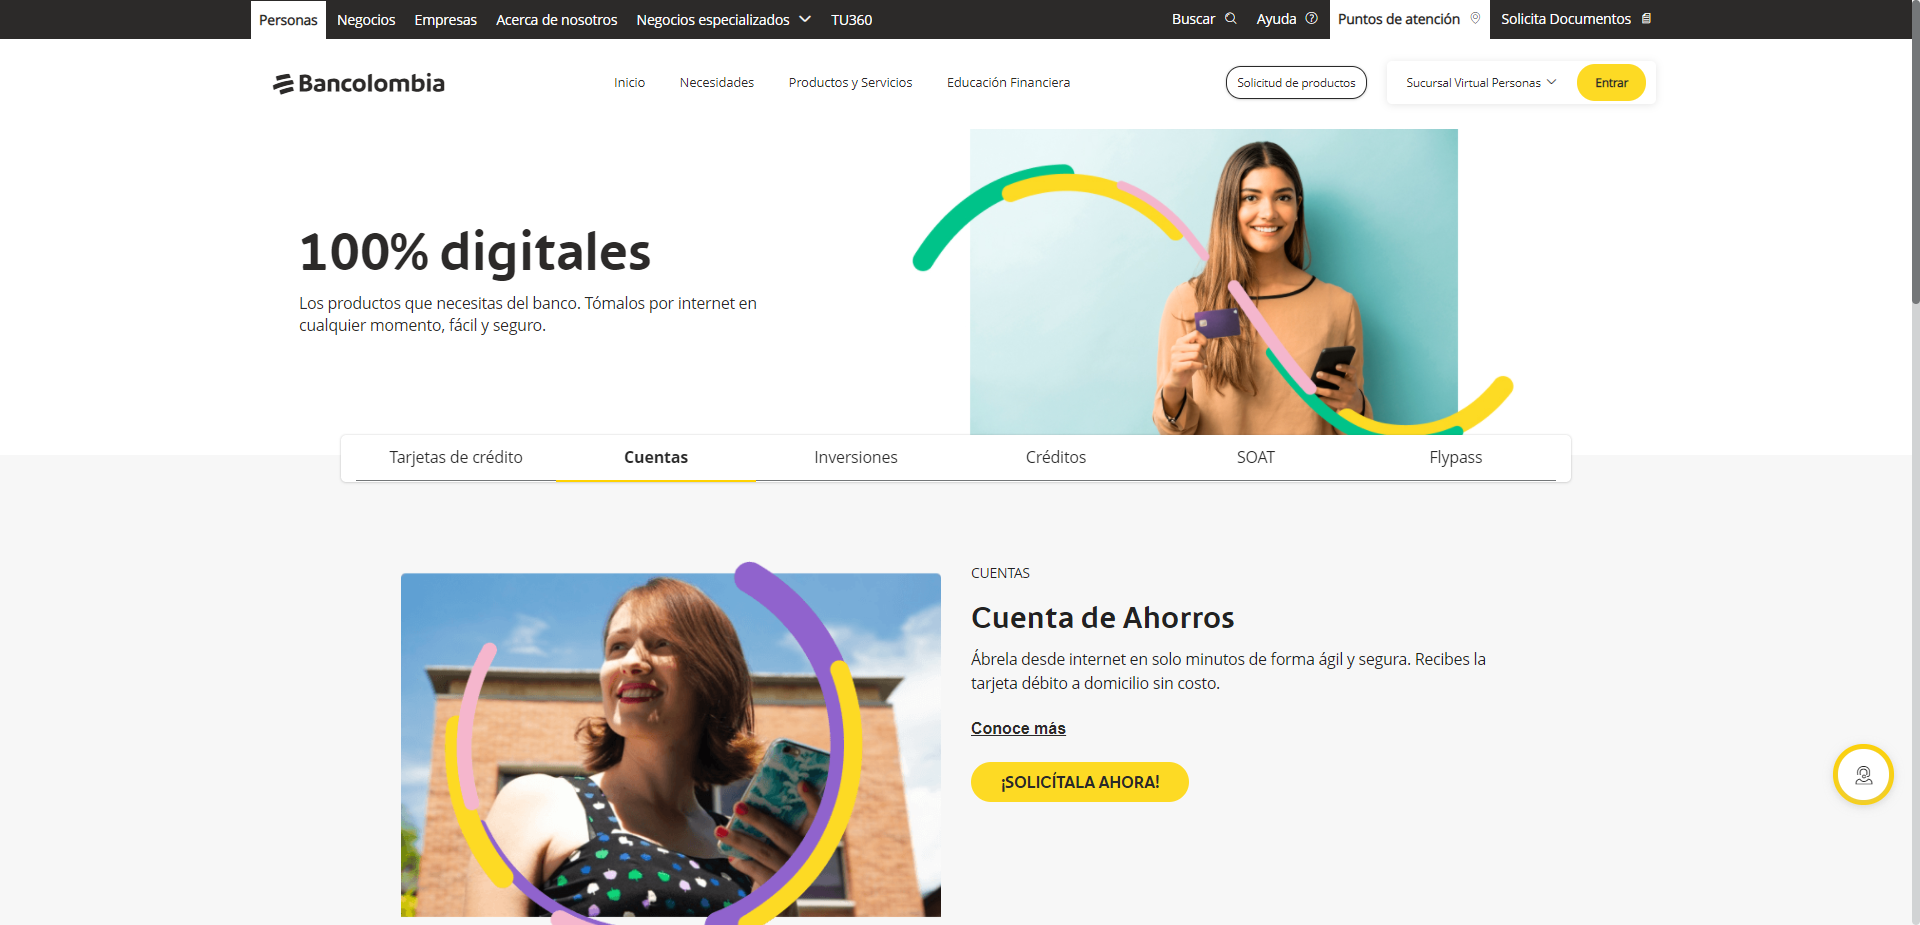 Personas Negocios Empresas Acerca de nosotros Negocios especializados TU360 Buscar Ayuda Puntos de atención Solicita Documentos
Bancolombia Inicio Necesidades Productos y Servicios Educación Financiera Solicitud de productos Sucursal Virtual Personas Entrar
100% digitales
Los productos que necesitas del banco. Tómalos por internet en
cualquier momento, fácil y seguro.
Tarjetas de crédito Cuentas Inversiones Créditos SOAT Flypass
CUENTAS
Cuenta de Ahorros
Ábrela desde internet en solo minutos de forma ágil y segura. Recibes la
tarjeta débito a domicilio sin costo.
Conoce más
¡SOLICÍTALA AHORA!